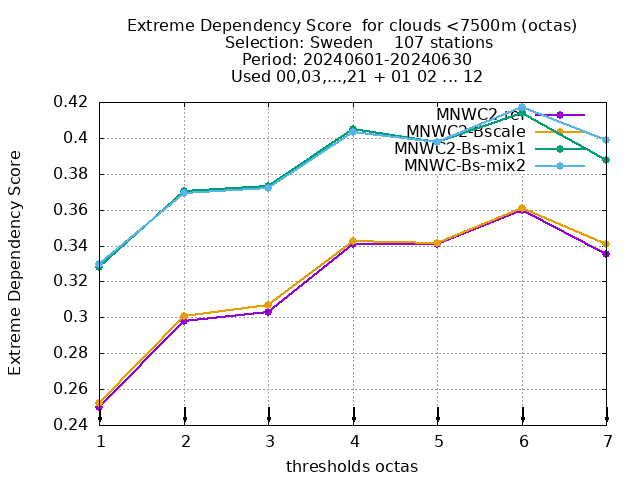 Extreme Dependency Score  for clouds <7500m (octas)
Selection: Sweden    107 stations
Period: 20240601-20240630
Used 00,03,...,21 + 01 02 ... 12
Extreme Dependency Score
0.42
0.4
0.38
0.36
0.34
0.32
0.3
0.28
0.26
0.24
MNWC2
MNWC2-Bscale
MNWC2-Bs-mix1
MNWC-Bs-mix2
1 2 3 4 5 6 7
thresholds octas